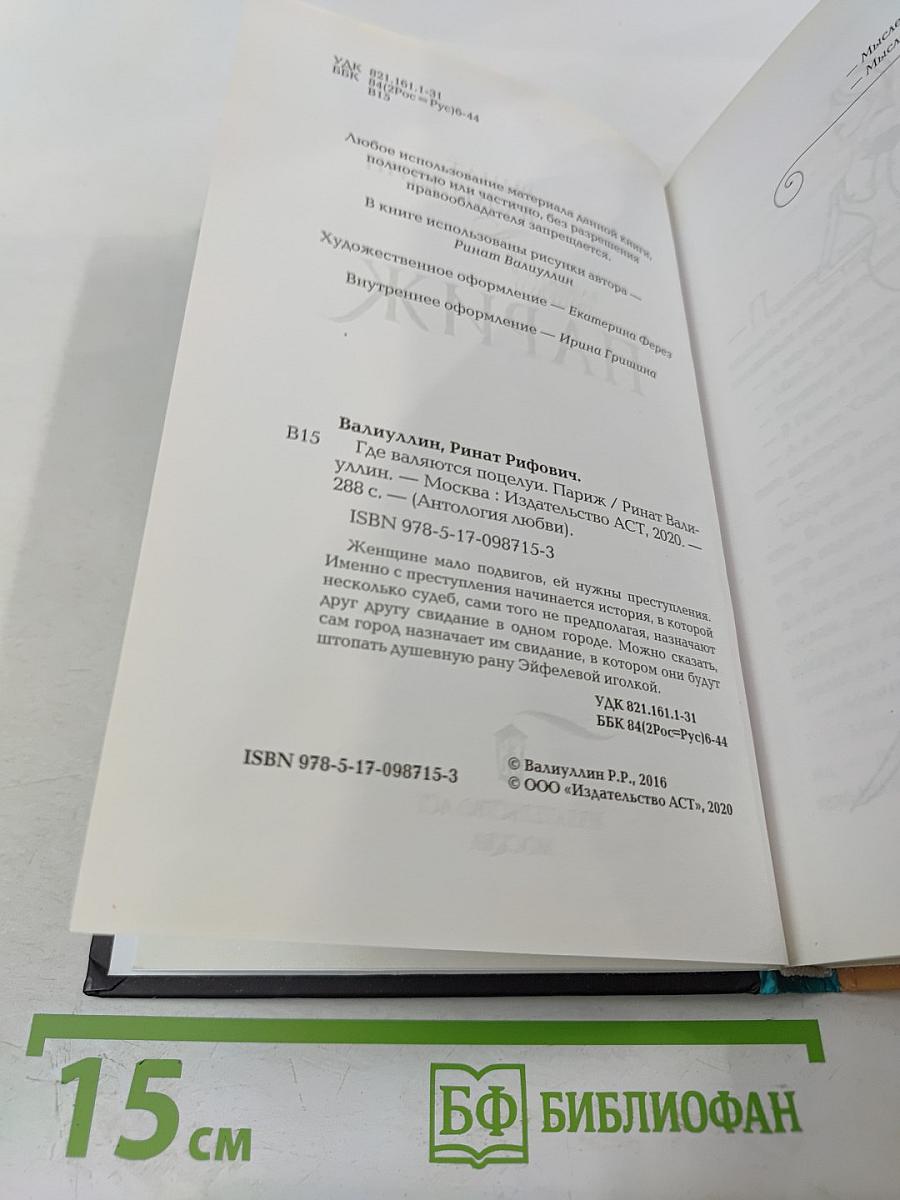 УДК 821.161.1-31
ББК 84(2Рос=Рус)6-44
В15
Любое использование материала данной книги,
полностью или частично, без разрешения
правообладателя запрещается.
В книге использованы рисунки автора —
Ринат Валиуллин
Художественное оформление — Екатерина Ферез
Внутреннее оформление — Ирина Гришина
ПАРИЖ
Валиуллин, Ринат Рифович.
В15
Где валяются поцелуи. Париж / Ринат Вали-
уллин. — Москва : Издательство АСТ, 2020. —
288 с. — (Антология любви).
ISBN 978-5-17-098715-3
Женщине мало подвигов, ей нужны преступления.
Именно с преступления начинается история, в которой
несколько судеб, сами того не предполагая, назначают
друг другу свидание в одном городе. Можно сказать,
сам город назначает им свидание, в котором они будут
штопать душевную рану Эйфелевой иголкой.
УДК 821.161.1-31
ББК 84(2Рос=Рус)6-44
ISBN 978-5-17-098715-3
© Валиуллин Р.Р., 2016
© ООО «Издательство АСТ», 2020
— Мысле
— Мысл
15 см
БФ БИБЛИОФАН